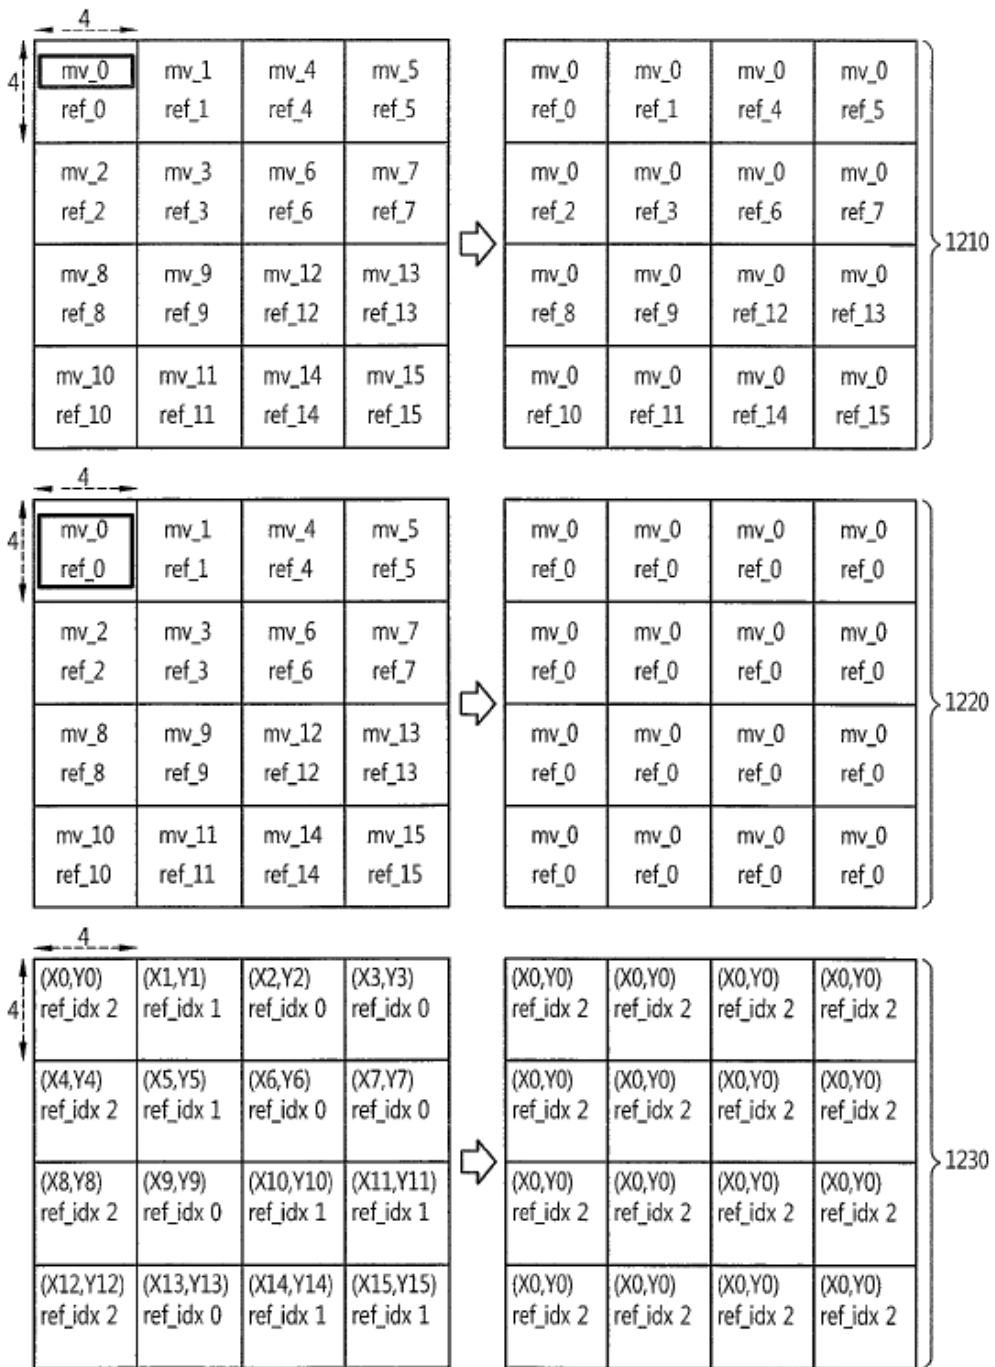 4
4
mv_0 mv_1 mv_4 mv_5 mv_0 mv_0 mv_0 mv_0
ref_0 ref_1 ref_4 ref_5 ref_0 ref_1 ref_4 ref_5
mv_2 mv_3 mv_6 mv_7 mv_0 mv_0 mv_0 mv_0
ref_2 ref_3 ref_6 ref_7 ref_2 ref_3 ref_6 ref_7
1210
mv_8 mv_9 mv_12 mv_13 mv_0 mv_0 mv_0 mv_0
ref_8 ref_9 ref_12 ref_13 ref_8 ref_9 ref_12 ref_13
mv_10 mv_11 mv_14 mv_15 mv_0 mv_0 mv_0 mv_0
ref_10 ref_11 ref_14 ref_15 ref_10 ref_11 ref_14 ref_15
4
4
mv_0 mv_1 mv_4 mv_5 mv_0 mv_0 mv_0 mv_0
ref_0 ref_1 ref_4 ref_5 ref_0 ref_0 ref_0 ref_0
mv_2 mv_3 mv_6 mv_7 mv_0 mv_0 mv_0 mv_0
ref_2 ref_3 ref_6 ref_7 ref_0 ref_0 ref_0 ref_0
1220
mv_8 mv_9 mv_12 mv_13 mv_0 mv_0 mv_0 mv_0
ref_8 ref_9 ref_12 ref_13 ref_0 ref_0 ref_0 ref_0
mv_10 mv_11 mv_14 mv_15 mv_0 mv_0 mv_0 mv_0
ref_10 ref_11 ref_14 ref_15 ref_0 ref_0 ref_0 ref_0
4
4
(X0,Y0) (X1,Y1) (X2,Y2) (X3,Y3) (X0,Y0) (X0,Y0) (X0,Y0) (X0,Y0)
ref_idx 2 ref_idx 1 ref_idx 0 ref_idx 0 ref_idx 2 ref_idx 2 ref_idx 2 ref_idx 2
(X4,Y4) (X5,Y5) (X6,Y6) (X7,Y7) (X0,Y0) (X0,Y0) (X0,Y0) (X0,Y0)
ref_idx 2 ref_idx 1 ref_idx 0 ref_idx 0 ref_idx 2 ref_idx 2 ref_idx 2 ref_idx 2
1230
(X8,Y8) (X9,Y9) (X10,Y10) (X11,Y11) (X0,Y0) (X0,Y0) (X0,Y0) (X0,Y0)
ref_idx 2 ref_idx 0 ref_idx 1 ref_idx 1 ref_idx 2 ref_idx 2 ref_idx 2 ref_idx 2
(X12,Y12) (X13,Y13) (X14,Y14) (X15,Y15) (X0,Y0) (X0,Y0) (X0,Y0) (X0,Y0)
ref_idx 2 ref_idx 0 ref_idx 1 ref_idx 1 ref_idx 2 ref_idx 2 ref_idx 2 ref_idx 2